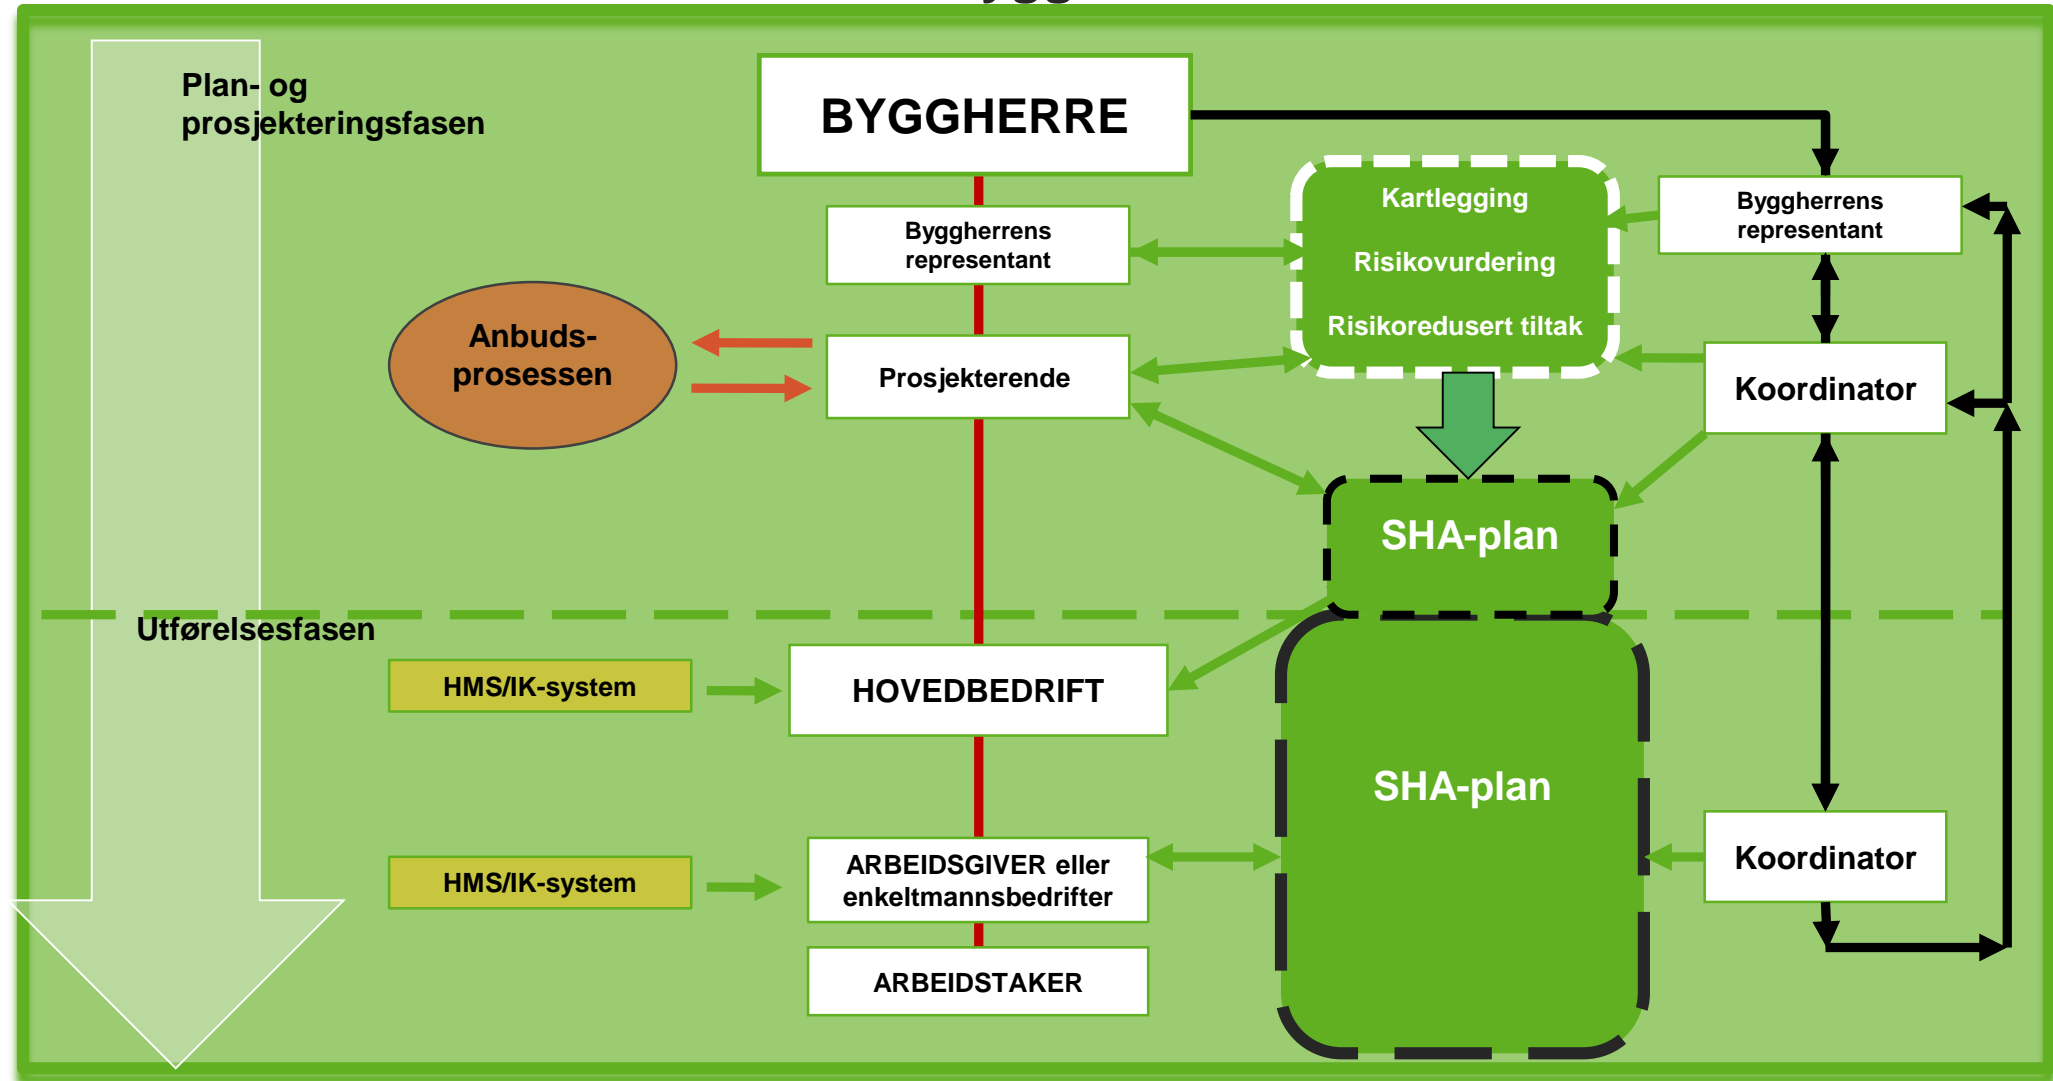 Plan- og
prosjekteringsfasen
BYGGHERRE
Byggherrens
representant
Kartlegging
Risikovurdering
Risikoredusert tiltak
Byggherrens
representant
Anbuds-
prosessen
Prosjekterende
Koordinator
SHA-plan
Utførelsesfasen
HMS/IK-system
HOVEDBEDRIFT
SHA-plan
HMS/IK-system
ARBEIDSGIVER eller
enkeltmannsbedrifter
Koordinator
ARBEIDSTAKER